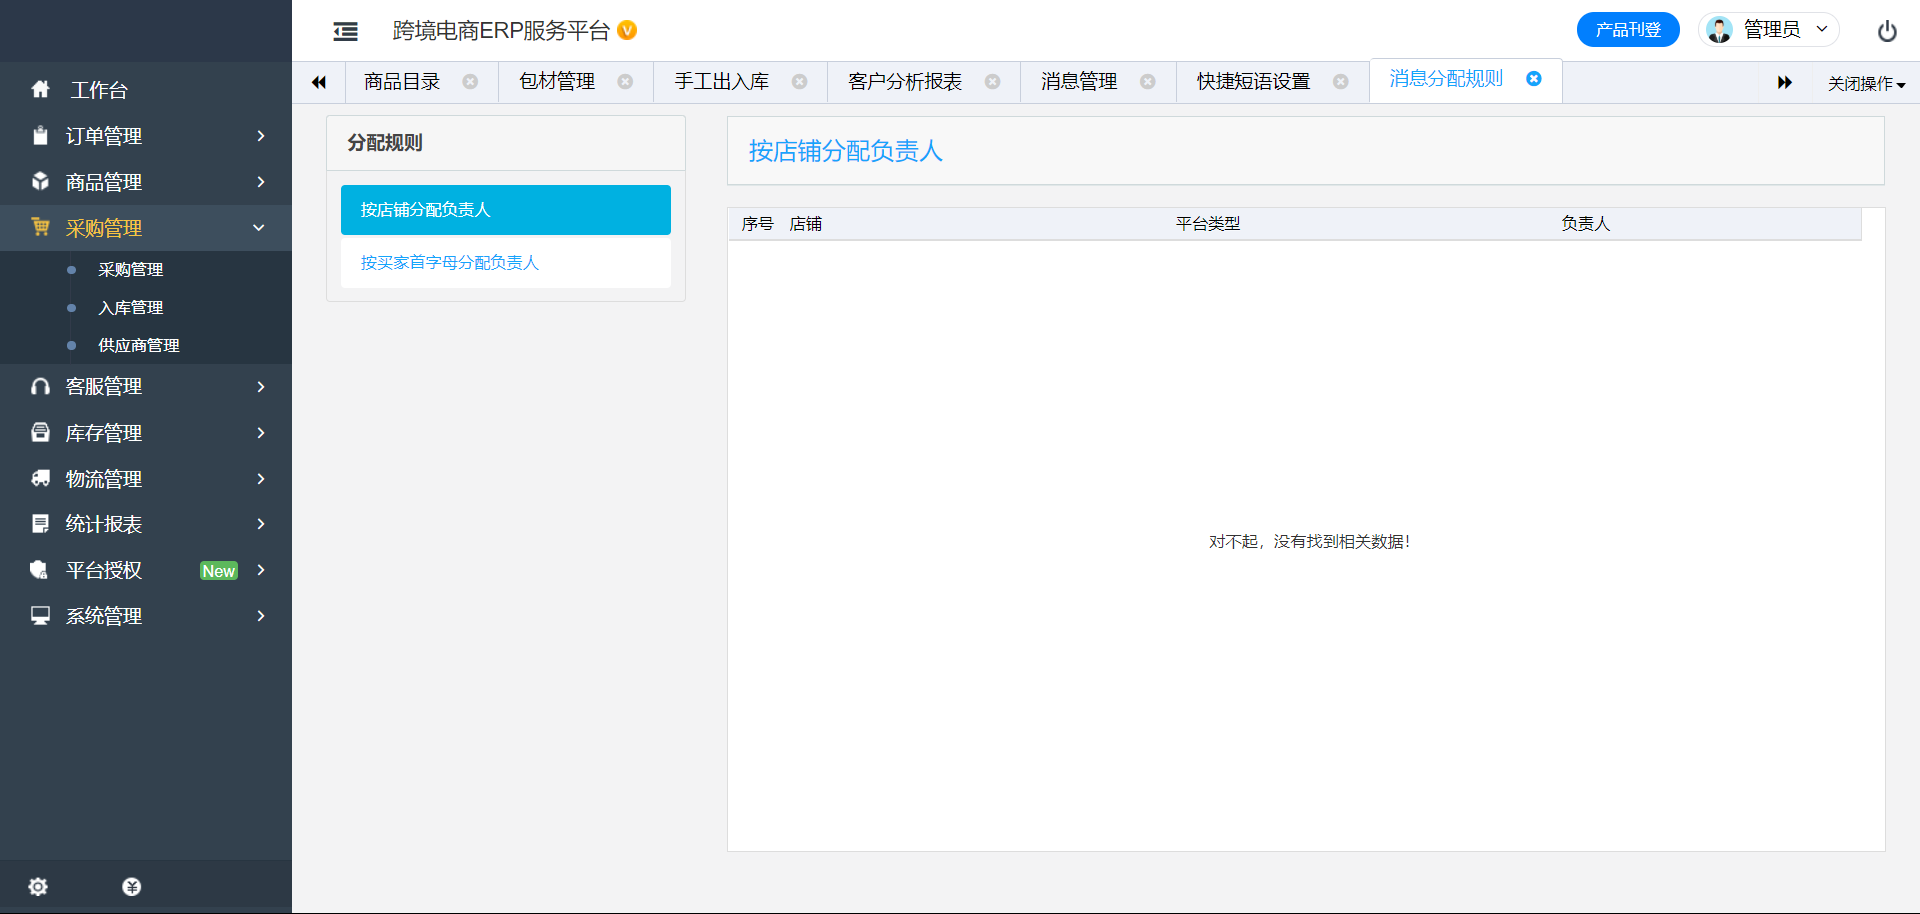 跨境电商ERP服务平台
产品刊登
管理员
商品目录
包材管理
手工出入库
客户分析报表
消息管理
快捷短语设置
消息分配规则
关闭操作
工作台
订单管理
商品管理
采购管理
采购管理
入库管理
供应商管理
客服管理
库存管理
物流管理
统计报表
平台授权 New
系统管理
分配规则
按店铺分配负责人
按买家首字母分配负责人
按店铺分配负责人
序号 店铺 平台类型 负责人
对不起，没有找到相关数据！